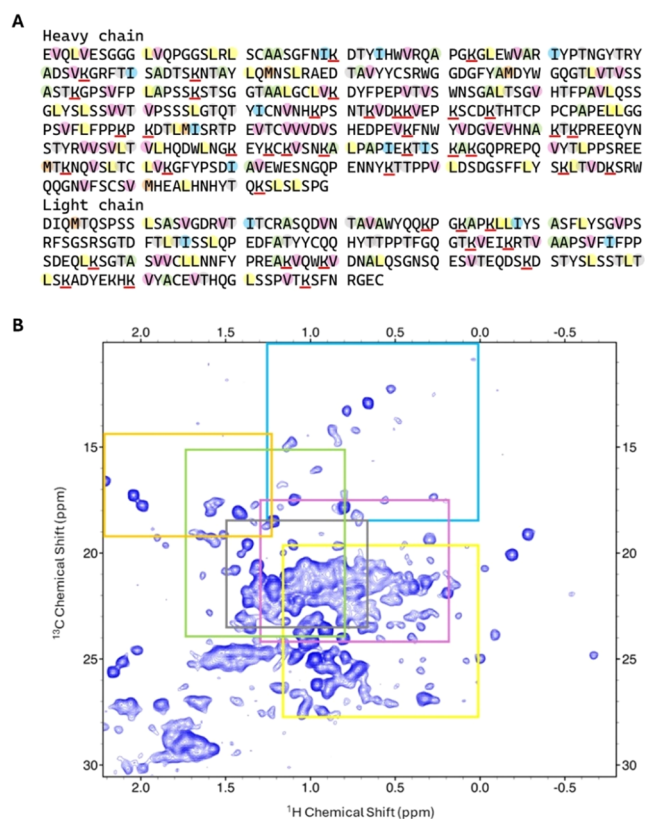 A
Heavy chain
EVQLVESGGG LVQPGGSLRL SCAASGFNIK DTYIHWVRQA PGKGLEWVAR IYPTNGYTRY
ADSVKGRFTI SADTSKNTAY LQMNSLRAED TAVYYCSRWG GDGFYAMDYW GQGTLVTVSS
ASTKGPSVFP LAPSSKSTSG GTAALGCLVK DYFPEPVTVS WNSGALTSGV HTFPAVLQSS
GLYSLSSVVT VPSSSLGTQT YICNVNHKPS NTKVDKKVEP KSCDKTHTCP PCPAPELLGG
PSVFLFPPKP KDTLMISRTP EVTCVVVDVS HEDPEVKFNW YVDGVEVHNA KTKPREEQYN
STYRVVSVLT VLHQDWLNGK EYKCKVSNKA LPAPIEKTIS KAKGQPREPQ VYTLPPSREE
MTKNQVSLTC LVKGFYPSDI AVEWESNGQP ENNYKTTPPV LDSDGSFFLY SKLTVDKSRW
QQGNVFSCSV MHEALHNHYT QKSLSLSPG
Light chain
DIQMTQSPSS LSASVGDRVT ITCRASQDVN TAVAWYQQKP GKAPKLLIYS ASFLYSGVPS
RFSGSRSGTD FTLTISSLQP EDFATYYCQQ HYTTPPTFGQ GTKVEIKRTV AAPSVFIFPP
SDEQLKSGTA SVVCLLNNFY PREAKVQWKV DNALQSGNSQ ESVTEQDSKD STYSLSSTLT
LSKADYEKHK VYACEVTHQG LSSPVTKSFN RGEC
B
2.0 1.5 1.0 0.5 0.0 -0.5
15 15
20 20
25 25
30 30
13C Chemical Shift (ppm)
2.0 1.5 1.0 0.5 0.0 -0.5
1H Chemical Shift (ppm)